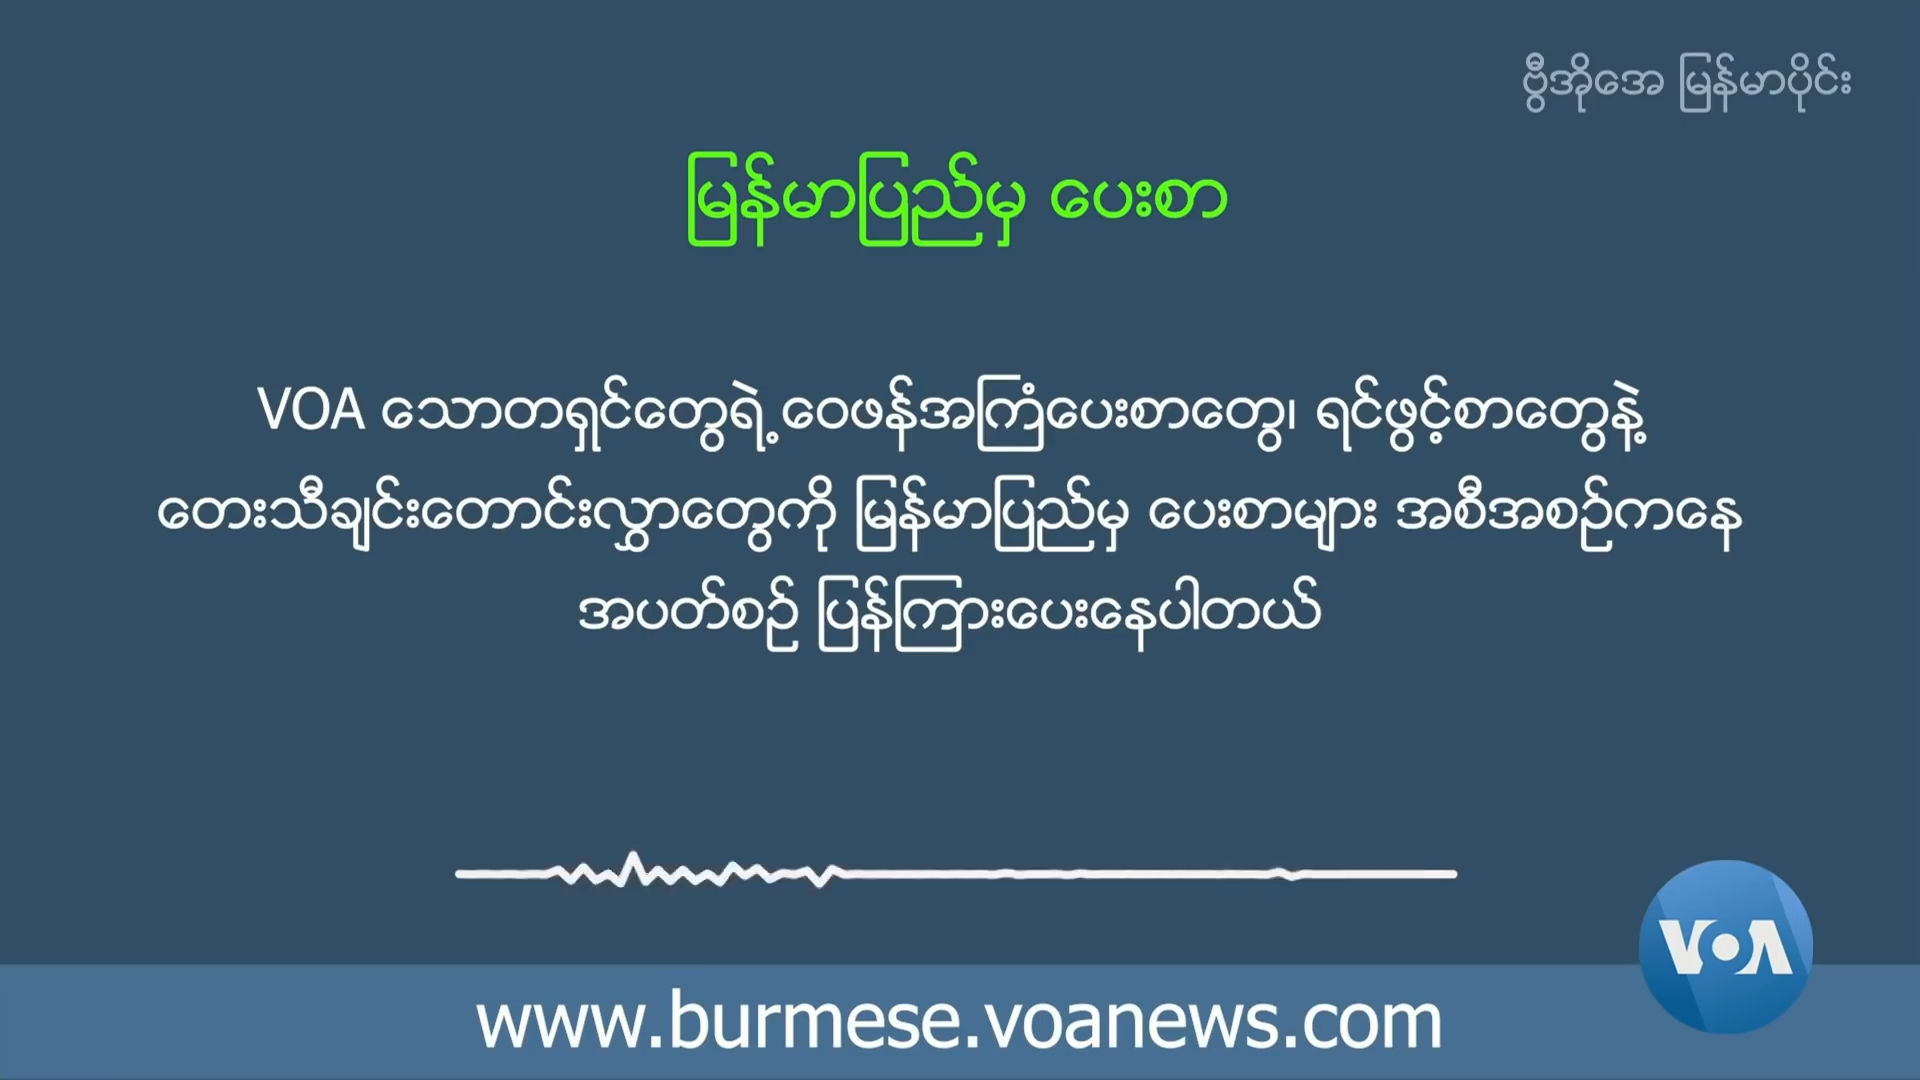 ဗွီအိုအေ မြန်မာပိုင်း
မြန်မာပြည်မှ ပေးစာ
VOA သောတရှင်တွေရဲ့ ဝေဖန်အကြံပေးစာတွေ၊ ရင်ဖွင့်စာတွေနဲ့
တေးသီချင်းတောင်းလွှာတွေကို မြန်မာပြည်မှ ပေးစာများ အစီအစဉ်ကနေ
အပတ်စဉ် ပြန်ကြားပေးနေပါတယ်
VOA
www.burmese.voanews.com